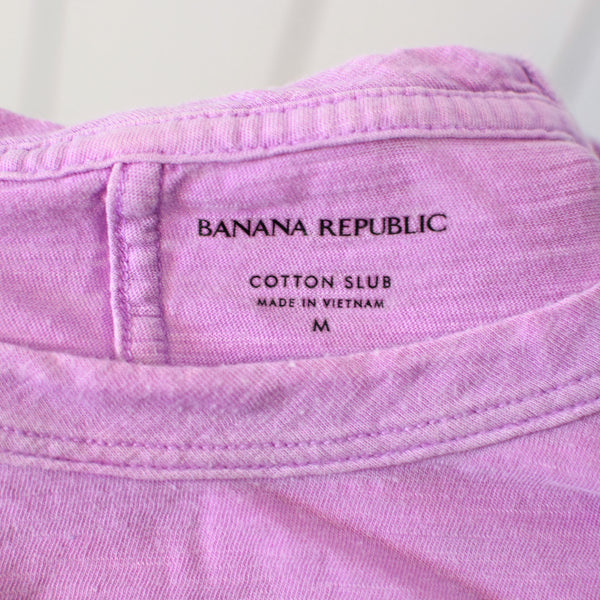 BANANA REPUBLIC
COTTON SLUB
MADE IN VIETNAM
M